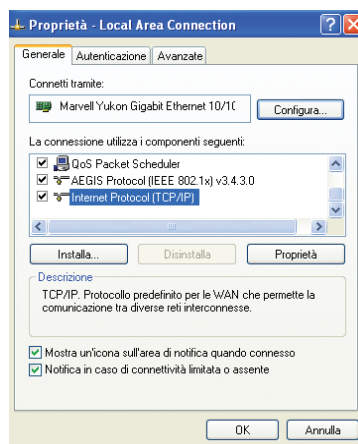 Proprietà - Local Area Connection
Generale Autenticazione Avanzate
Connetti tramite:
Marvell Yukon Gigabit Ethernet 10/10
Configura...
La connessione utilizza i componenti seguenti:
QoS Packet Scheduler
AEGIS Protocol (IEEE 802.1x) v3.4.3.0
Internet Protocol (TCP/IP)
Installa... Disinstalla Proprietà
Descrizione
TCP/IP. Protocollo predefinito per le WAN che permette la
comunicazione tra diverse reti interconnesse.
Mostra un'icona sull'area di notifica quando connesso
Notifica in caso di connettività limitata o assente
OK Annulla